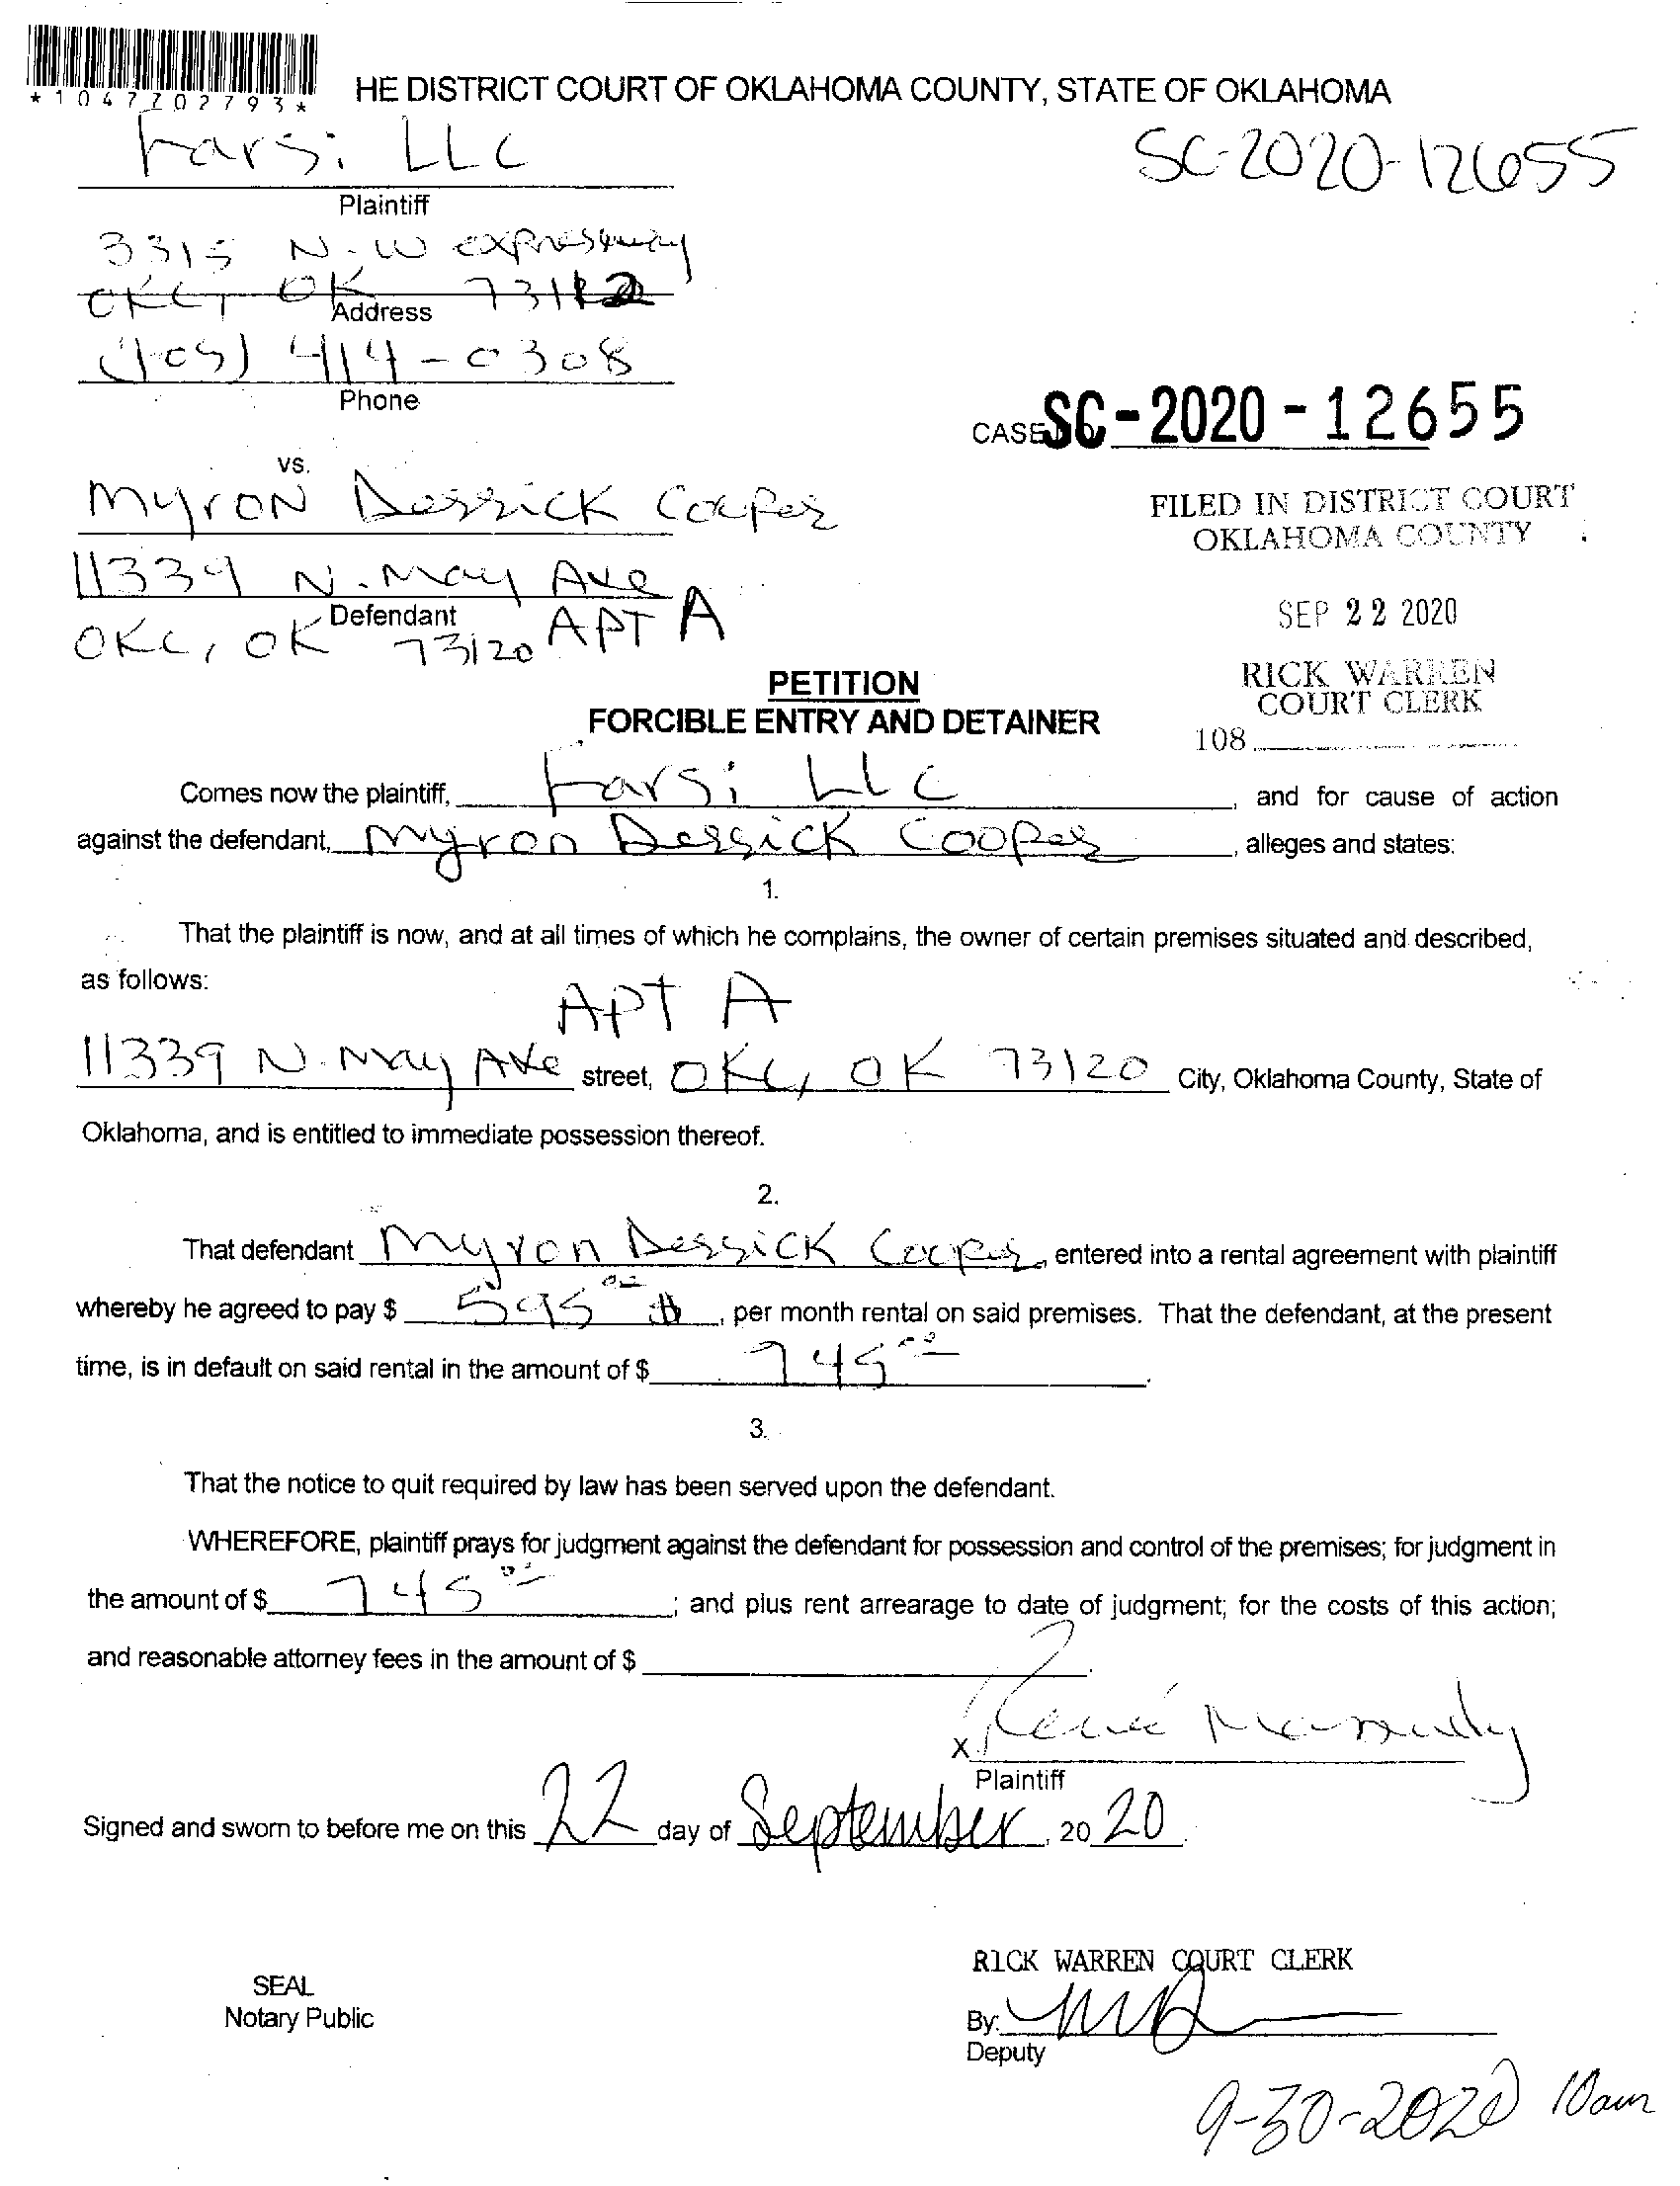 *1047702793*
HE DISTRICT COURT OF OKLAHOMA COUNTY, STATE OF OKLAHOMA
Farsi LLC
SC-2020-12655
Plaintiff
3315 N.W expressway
OKC, OK 73112
Address
(405) 414-0308
Phone
CASE SC-2020-12655
vs.
Myron Derrick Cooper
FILED IN DISTRICT COURT
OKLAHOMA COUNTY
11339 N. May Ave
Defendant
APT A
OKC, OK 73120
SEP 22 2020
RICK WARREN
COURT CLERK
108
PETITION
FORCIBLE ENTRY AND DETAINER
Comes now the plaintiff, Farsi LLC, and for cause of action
against the defendant, Myron Derrick Cooper, alleges and states:
1.
That the plaintiff is now, and at all times of which he complains, the owner of certain premises situated and described,
as follows:
APT A
11339 N. May Ave street, OKC, OK 73120 City, Oklahoma County, State of
Oklahoma, and is entitled to immediate possession thereof.
2.
That defendant Myron Derrick Cooper, entered into a rental agreement with plaintiff
whereby he agreed to pay $ 595 00, per month rental on said premises. That the defendant, at the present
time, is in default on said rental in the amount of $ 745 00.
3.
That the notice to quit required by law has been served upon the defendant.
WHEREFORE, plaintiff prays for judgment against the defendant for possession and control of the premises; for judgment in
the amount of $ 745 00; and plus rent arrearage to date of judgment; for the costs of this action;
and reasonable attorney fees in the amount of $
X
Plaintiff
Signed and sworn to before me on this 22 day of September, 2020.
RICK WARREN COURT CLERK
SEAL
Notary Public
By:
Deputy
9-30-2020 10am